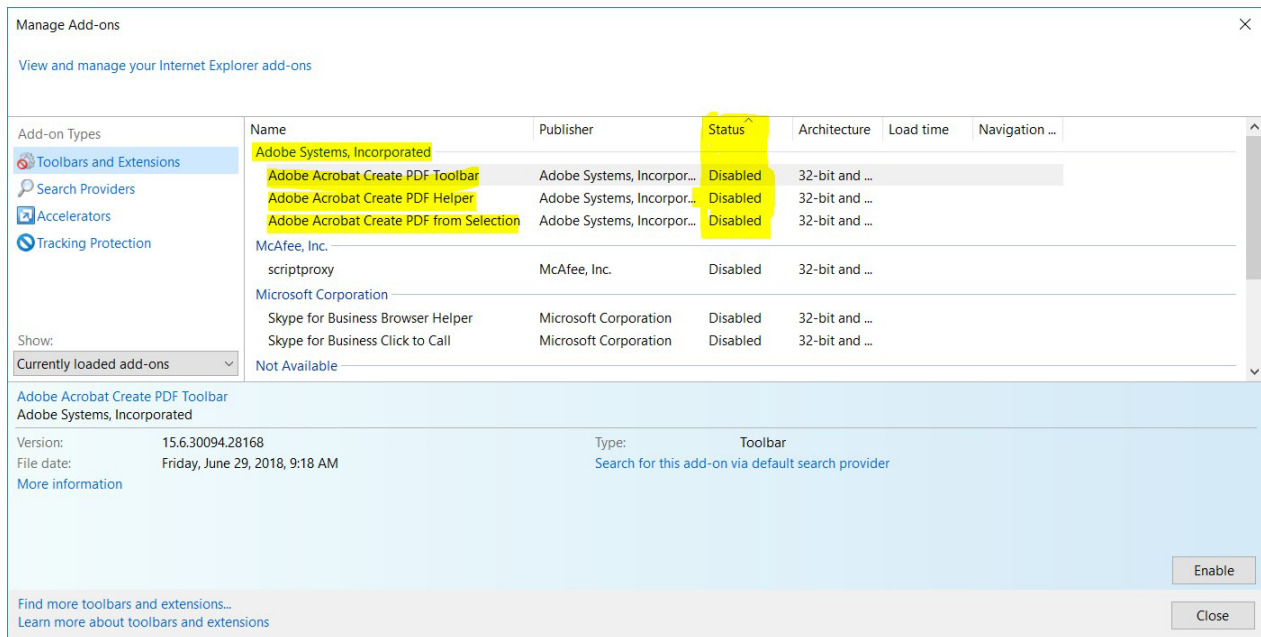 Manage Add-ons
View and manage your Internet Explorer add-ons
Add-on Types
Toolbars and Extensions
Search Providers
Accelerators
Tracking Protection
Show:
Currently loaded add-ons
Name Publisher Status Architecture Load time Navigation ...
Adobe Systems, Incorporated
Adobe Acrobat Create PDF Toolbar Adobe Systems, Incorpor... Disabled 32-bit and ...
Adobe Acrobat Create PDF Helper Adobe Systems, Incorpor... Disabled 32-bit and ...
Adobe Acrobat Create PDF from Selection Adobe Systems, Incorpor... Disabled 32-bit and ...
McAfee, Inc.
scriptproxy McAfee, Inc. Disabled 32-bit and ...
Microsoft Corporation
Skype for Business Browser Helper Microsoft Corporation Disabled 32-bit and ...
Skype for Business Click to Call Microsoft Corporation Disabled 32-bit and ...
Not Available
Adobe Acrobat Create PDF Toolbar
Adobe Systems, Incorporated
Version: 15.6.30094.28168 Type: Toolbar
File date: Friday, June 29, 2018, 9:18 AM Search for this add-on via default search provider
More information
Enable
Find more toolbars and extensions...
Learn more about toolbars and extensions
Close